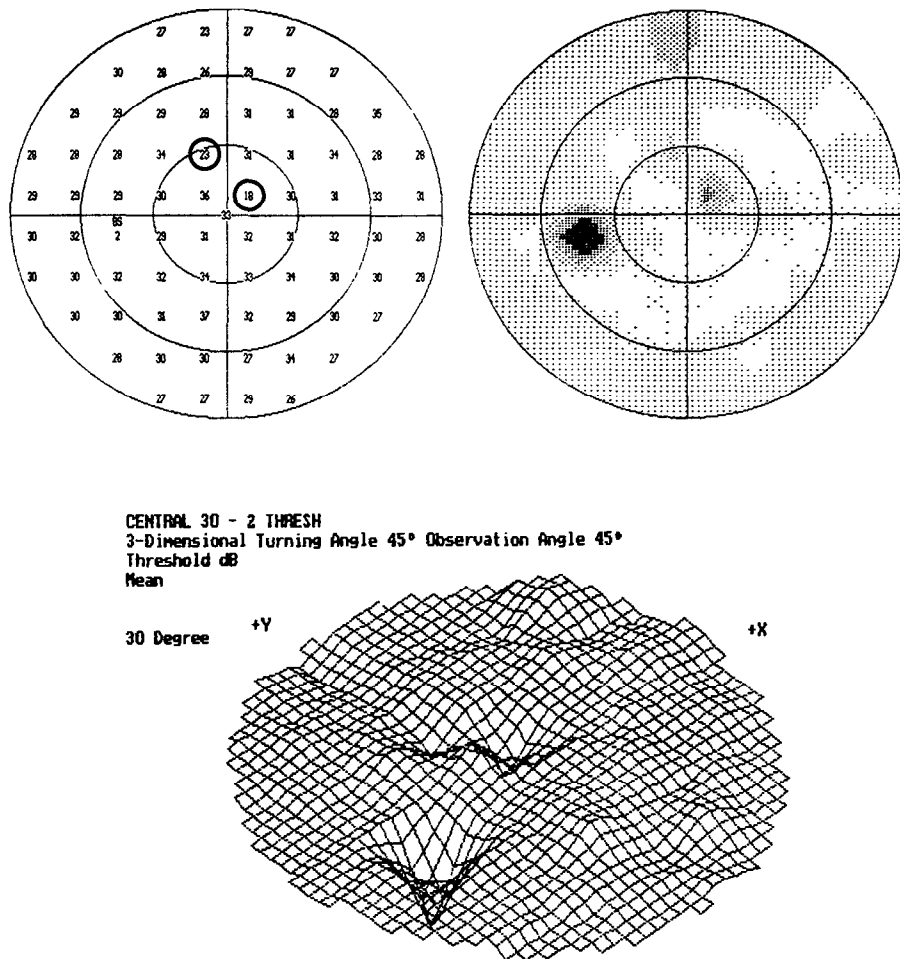 27 23 27 27
30 28 26 29 27 27
29 29 29 28 31 31 28 35
28 28 28 34 23 31 31 34 28 28
29 29 29 30 36 18 30 31 33 31
33
BS
30 32 2 29 31 32 31 32 30 28
30 30 32 32 34 33 34 30 30 28
30 30 31 37 32 29 30 27
28 30 30 27 34 27
27 27 29 26
CENTRAL 30 - 2 THRESH
3-Dimensional Turning Angle 45° Observation Angle 45°
Threshold dB
Mean
30 Degree +Y +X